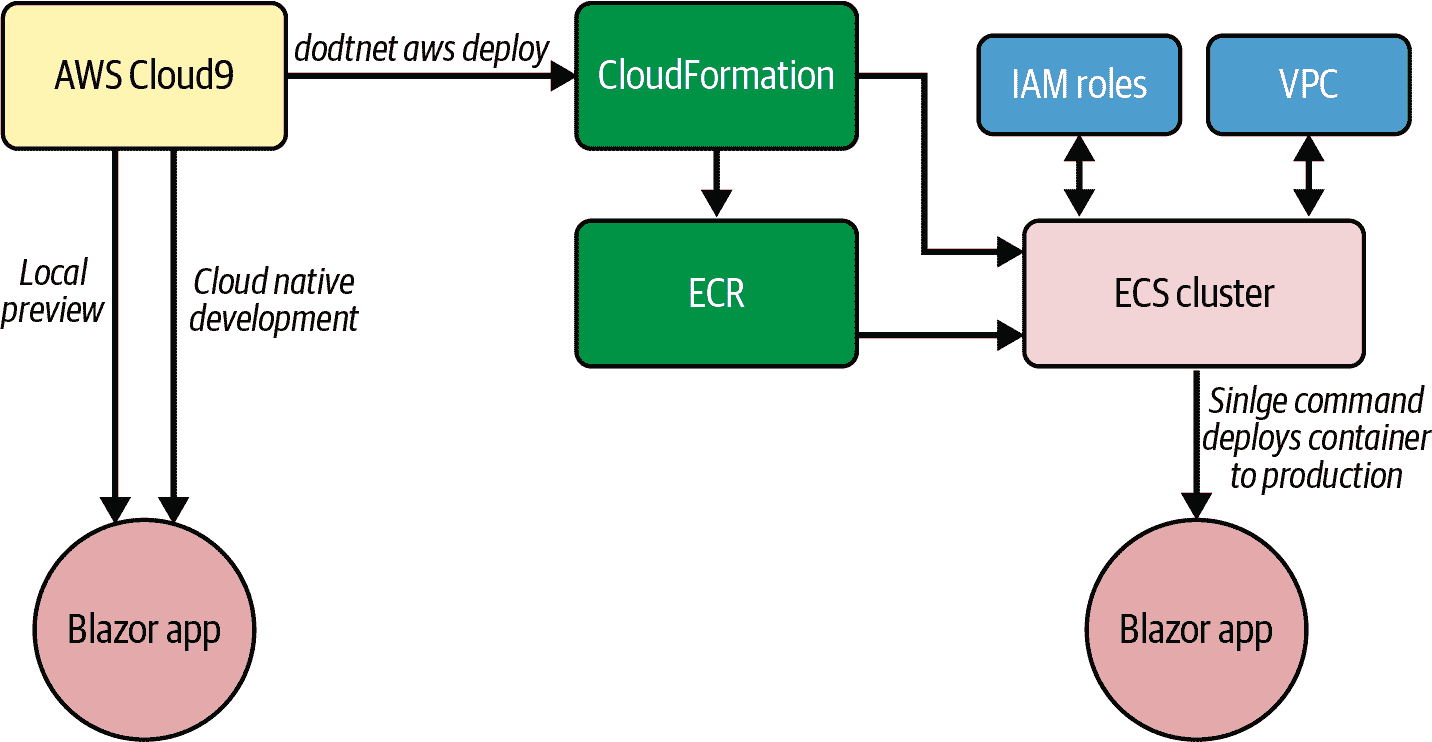 AWS Cloud9
dodtnet aws deploy
CloudFormation
IAM roles
VPC
Local
preview
Cloud native
development
ECR
ECS cluster
Sinlge command
deploys container
to production
Blazor app
Blazor app